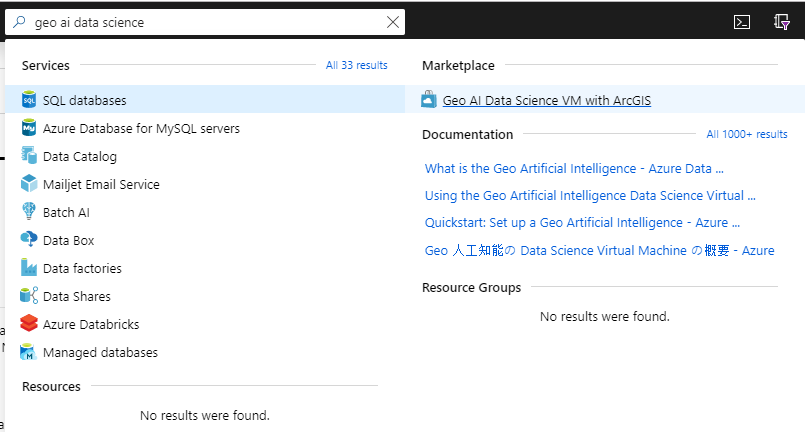 geo ai data science
Services
All 33 results
SQL databases
Azure Database for MySQL servers
Data Catalog
Mailjet Email Service
Batch AI
Data Box
Data factories
Data Shares
Azure Databricks
Managed databases
Resources
No results were found.
Marketplace
Geo AI Data Science VM with ArcGIS
Documentation
All 1000+ results
What is the Geo Artificial Intelligence - Azure Data ...
Using the Geo Artificial Intelligence Data Science Virtual ...
Quickstart: Set up a Geo Artificial Intelligence - Azure ...
Geo 人工知能の Data Science Virtual Machine の概要 - Azure
Resource Groups
No results were found.